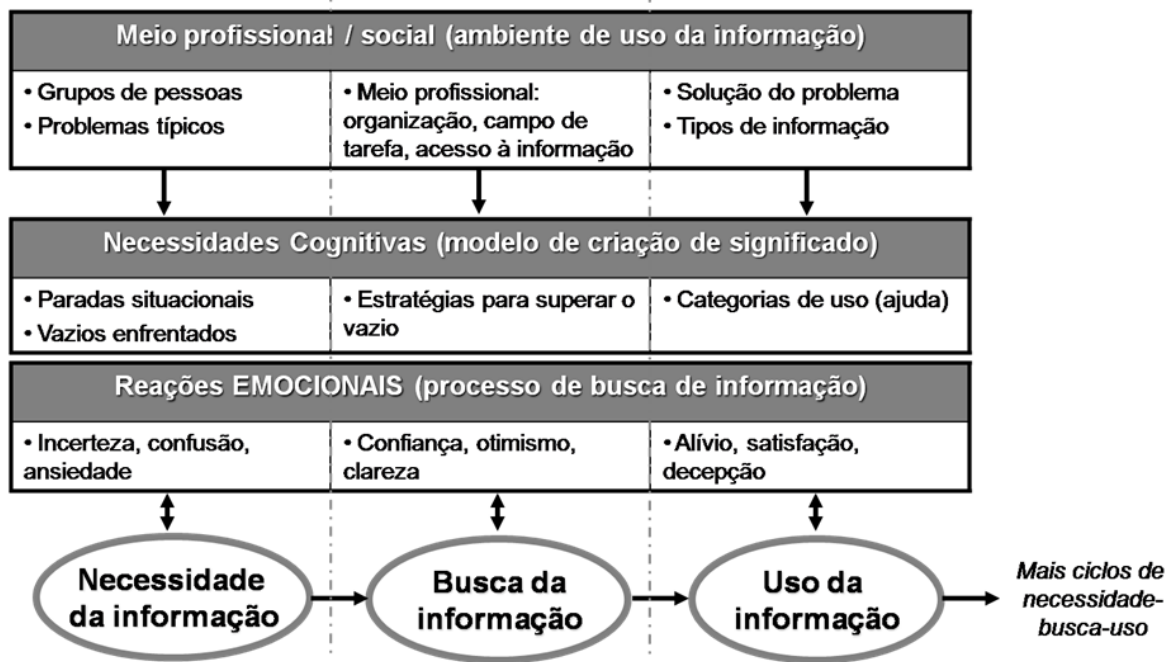 Meio profissional / social (ambiente de uso da informação)
• Grupos de pessoas
• Problemas típicos
• Meio profissional:
organização, campo de
tarefa, acesso à informação
• Solução do problema
• Tipos de informação
Necessidades Cognitivas (modelo de criação de significado)
• Paradas situacionais
• Vazios enfrentados
• Estratégias para superar o
vazio
• Categorias de uso (ajuda)
Reações EMOCIONAIS (processo de busca de informação)
• Incerteza, confusão,
ansiedade
• Confiança, otimismo,
clareza
• Alívio, satisfação,
decepção
Necessidade
da informação
Busca da
informação
Uso da
informação
Mais ciclos de
necessidade-
busca-uso